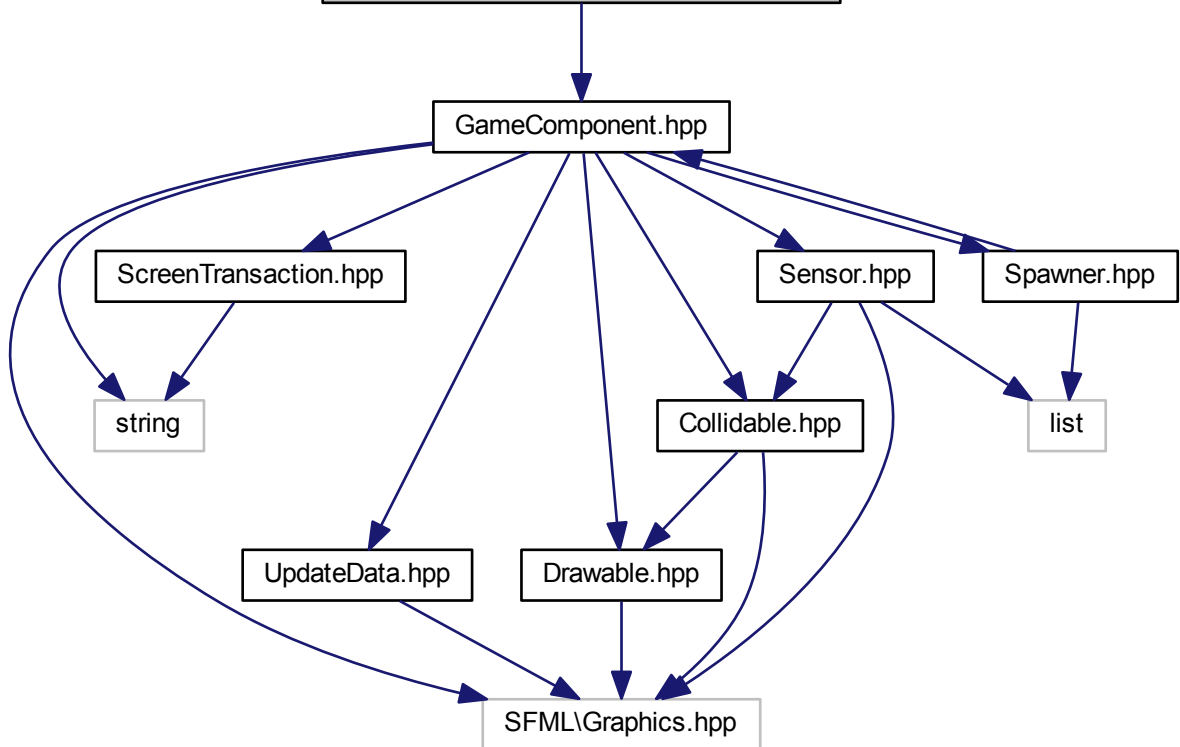 GameComponent.hpp
ScreenTransaction.hpp
Sensor.hpp
Spawner.hpp
string
Collidable.hpp
list
UpdateData.hpp
Drawable.hpp
SFML\Graphics.hpp